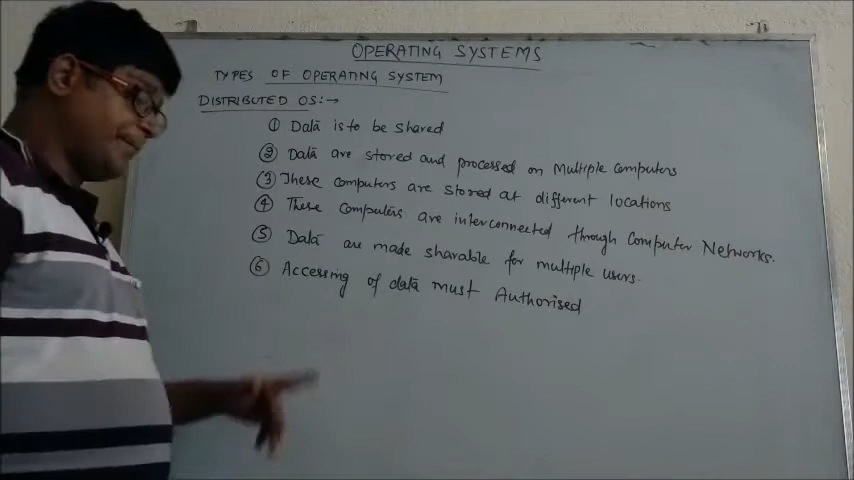 OPERATING SYSTEMS
TYPES OF OPERATING SYSTEM
DISTRIBUTED OS:→
① Data is to be shared
② Data are stored and processed on Multiple Computers
③ These computers are stored at different locations
④ These computers are interconnected through Computer Networks.
⑤ Data are made sharable for multiple users.
⑥ Accessing of data must Authorised